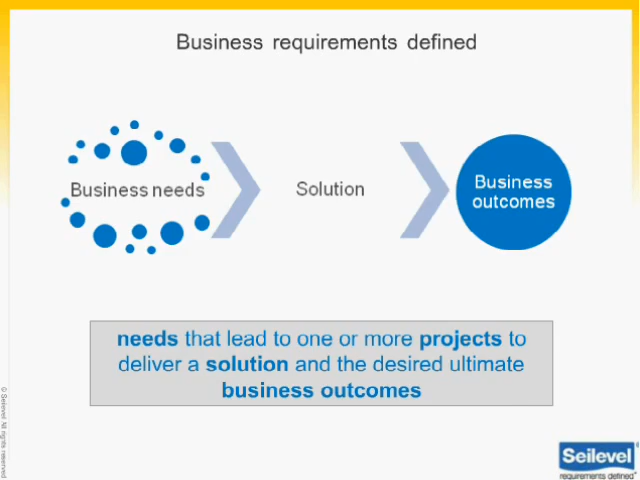 Business requirements defined
Business needs
Solution
Business
outcomes
needs that lead to one or more projects to
deliver a solution and the desired ultimate
business outcomes
© Seilevel All rights reserved
Seilevel
requirements defined